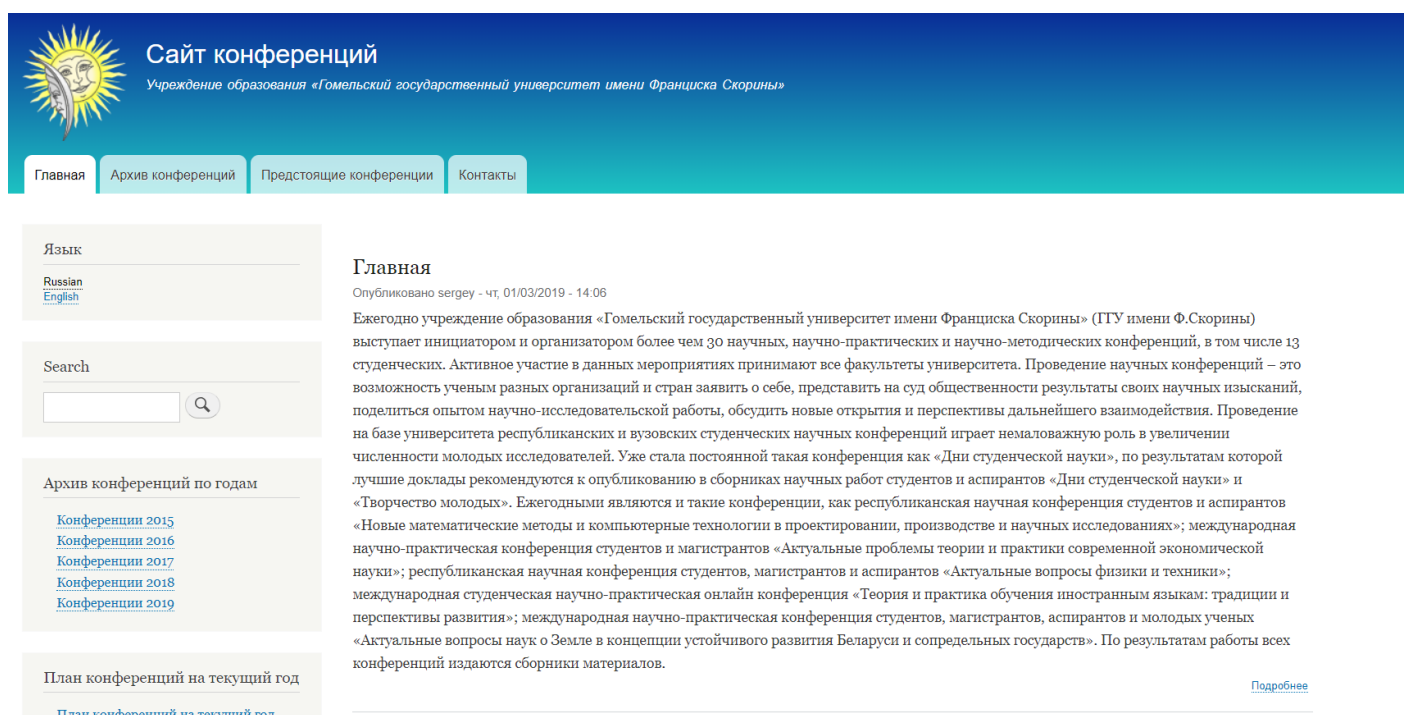 Сайт конференций
Учреждение образования «Гомельский государственный университет имени Франциска Скорины»
Главная
Архив конференций
Предстоящие конференции
Контакты
Язык
Russian
English
Search
Архив конференций по годам
Конференции 2015
Конференции 2016
Конференции 2017
Конференции 2018
Конференции 2019
План конференций на текущий год
План конференций на текущий год
Главная
Опубликовано sergey - чт, 01/03/2019 - 14:06
Ежегодно учреждение образования «Гомельский государственный университет имени Франциска Скорины» (ГГУ имени Ф.Скорины)
выступает инициатором и организатором более чем 30 научных, научно-практических и научно-методических конференций, в том числе 13
студенческих. Активное участие в данных мероприятиях принимают все факультеты университета. Проведение научных конференций – это
возможность ученым разных организаций и стран заявить о себе, представить на суд общественности результаты своих научных изысканий,
поделиться опытом научно-исследовательской работы, обсудить новые открытия и перспективы дальнейшего взаимодействия. Проведение
на базе университета республиканских и вузовских студенческих научных конференций играет немаловажную роль в увеличении
численности молодых исследователей. Уже стала постоянной такая конференция как «Дни студенческой науки», по результатам которой
лучшие доклады рекомендуются к опубликованию в сборниках научных работ студентов и аспирантов «Дни студенческой науки» и
«Творчество молодых». Ежегодными являются и такие конференции, как республиканская научная конференция студентов и аспирантов
«Новые математические методы и компьютерные технологии в проектировании, производстве и научных исследованиях»; международная
научно-практическая конференция студентов и магистрантов «Актуальные проблемы теории и практики современной экономической
науки»; республиканская научная конференция студентов, магистрантов и аспирантов «Актуальные вопросы физики и техники»;
международная студенческая научно-практическая онлайн конференция «Теория и практика обучения иностранным языкам: традиции и
перспективы развития»; международная научно-практическая конференция студентов, магистрантов, аспирантов и молодых ученых
«Актуальные вопросы наук о Земле в концепции устойчивого развития Беларуси и сопредельных государств». По результатам работы всех
конференций издаются сборники материалов.
Подробнее